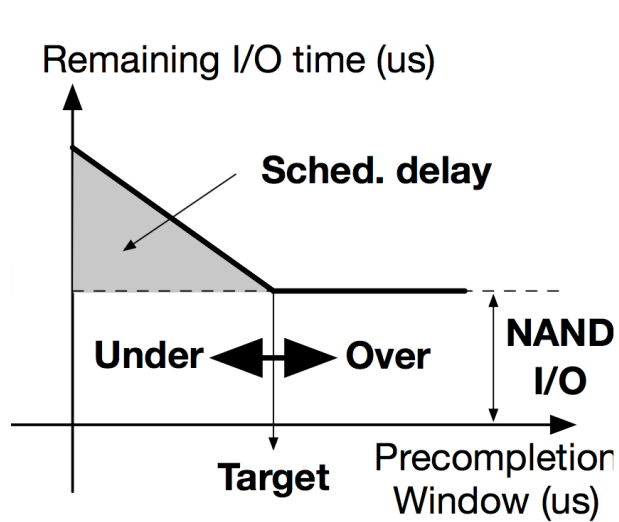 Remaining I/O time (us)
Sched. delay
Under
Over
NAND
I/O
Target
Precompletion
Window (us)